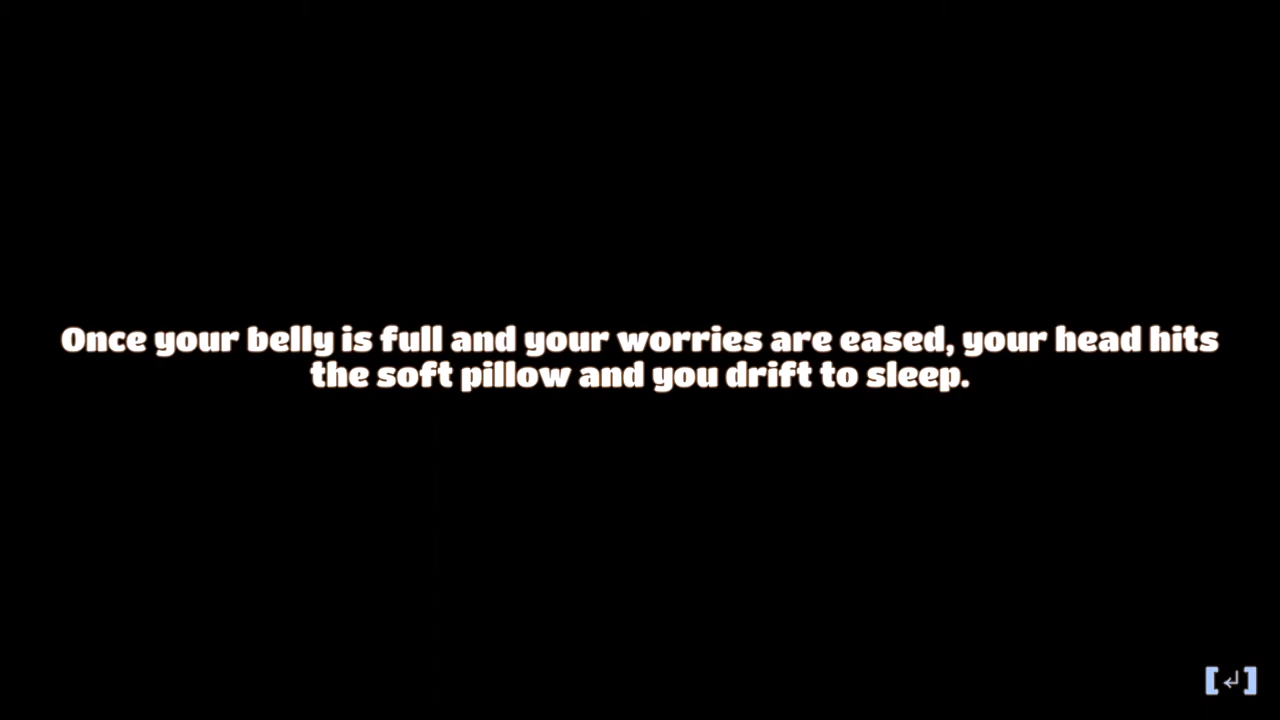 Once your belly is full and your worries are eased, your head hits
the soft pillow and you drift to sleep.
[↵]